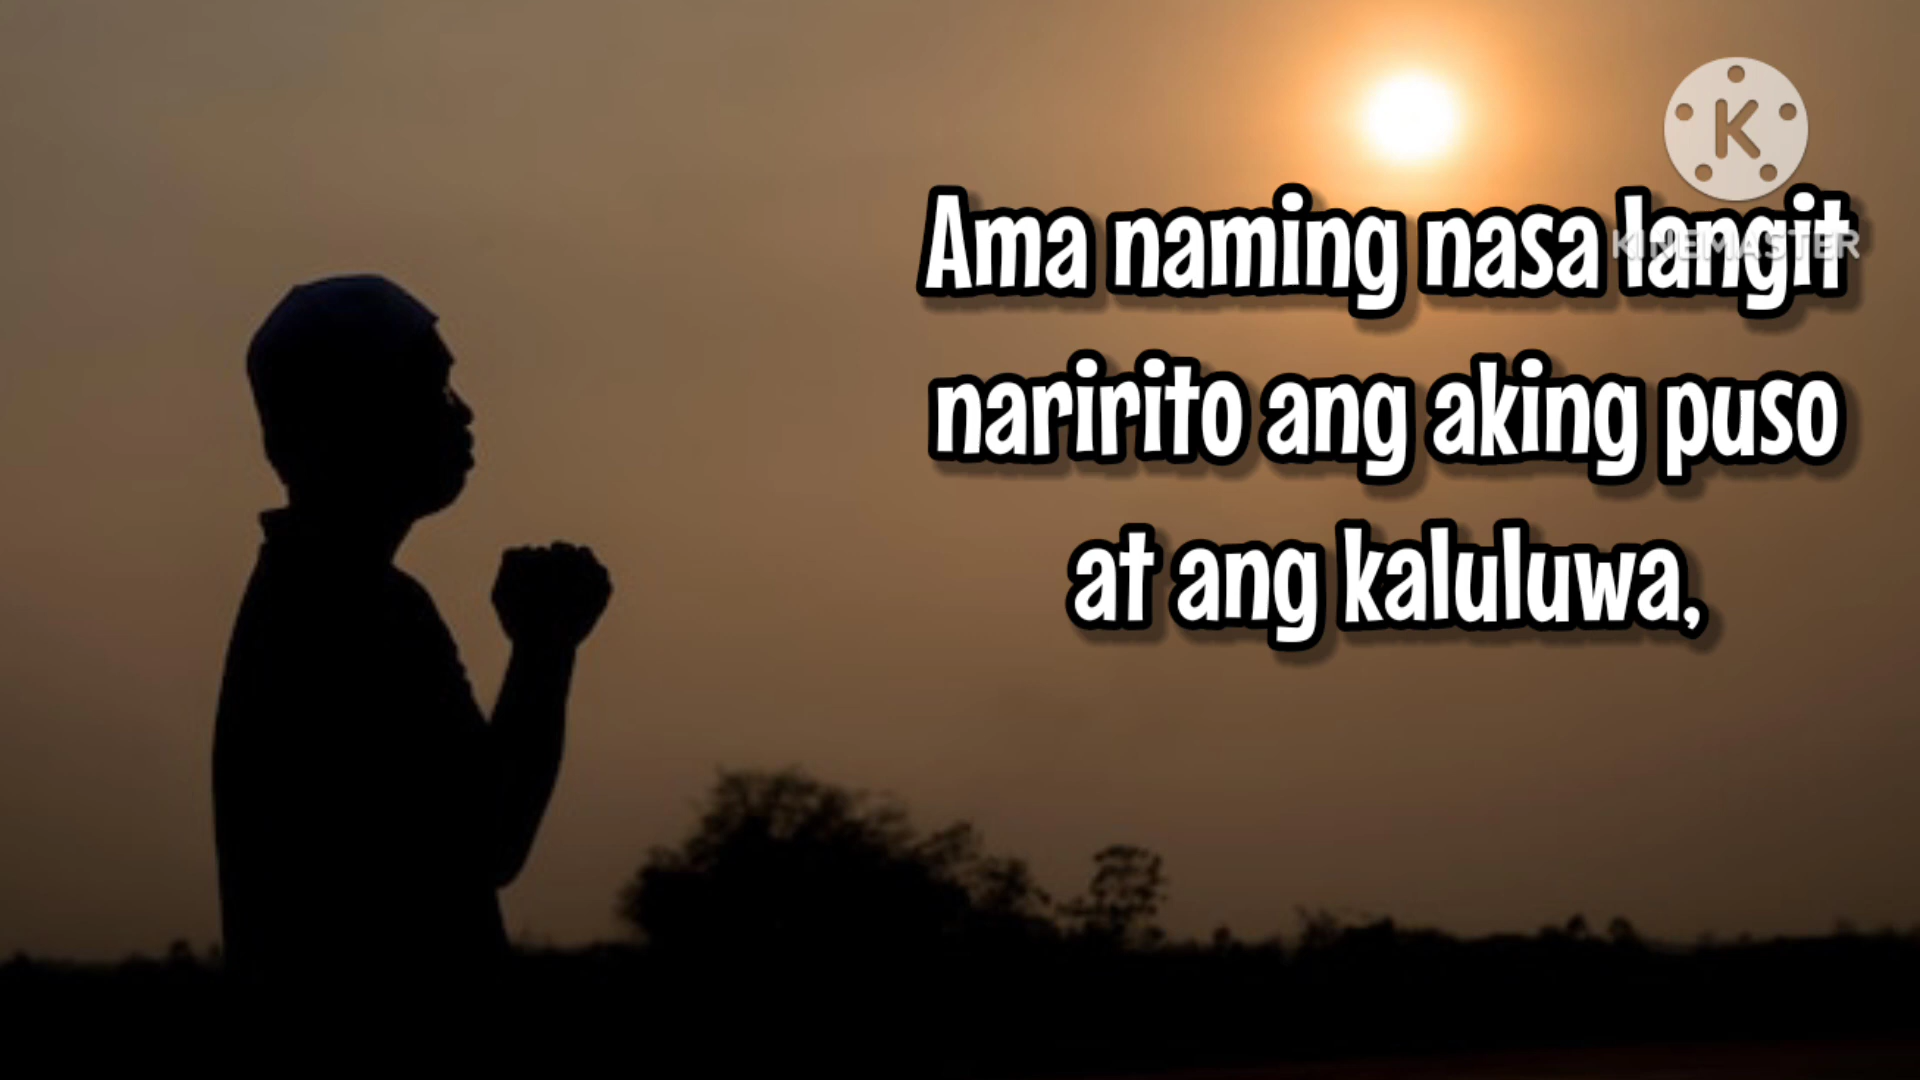 K
KINEMASTER
Ama naming nasa langit
naririto ang aking puso
at ang kaluluwa,